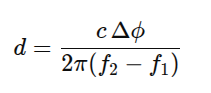 d = \frac{c \, \Delta\phi}{2\pi(f_2 - f_1)}